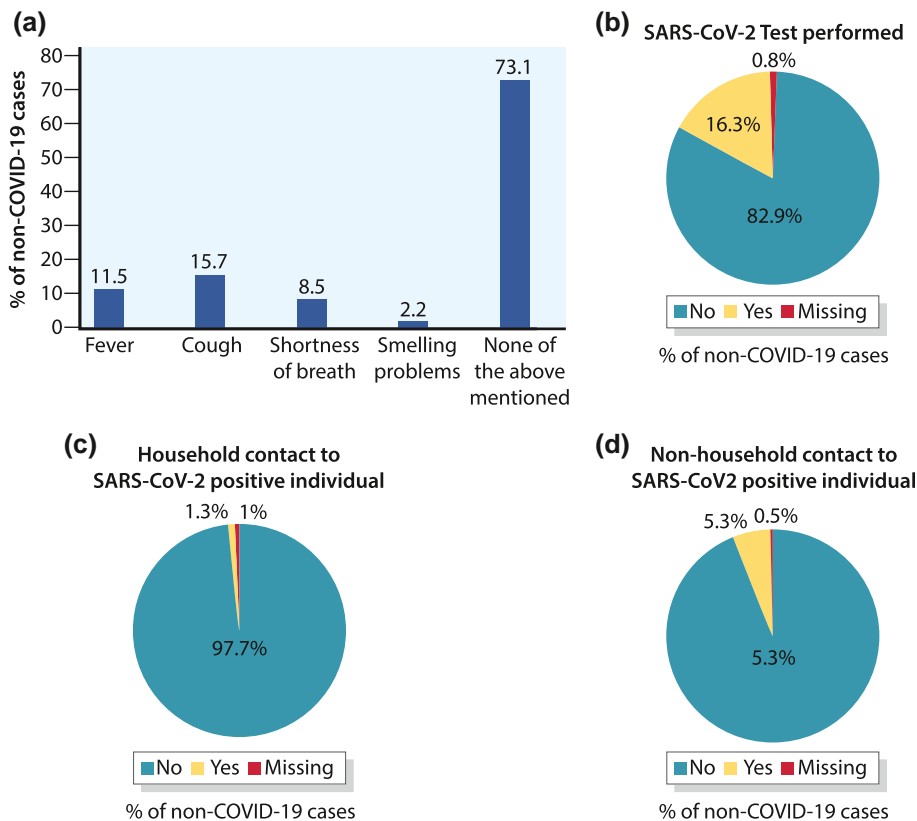 (a)
% of non-COVID-19 cases
80
70
60
50
40
30
20
10
0
11.5
15.7
8.5
2.2
73.1
Fever
Cough
Shortness
of breath
Smelling
problems
None of
the above
mentioned
(b)
SARS-CoV-2 Test performed
0.8%
16.3%
82.9%
No Yes Missing
% of non-COVID-19 cases
(c)
Household contact to
SARS-CoV-2 positive individual
1.3% 1%
97.7%
No Yes Missing
% of non-COVID-19 cases
(d)
Non-household contact to
SARS-CoV2 positive individual
5.3% 0.5%
5.3%
No Yes Missing
% of non-COVID-19 cases